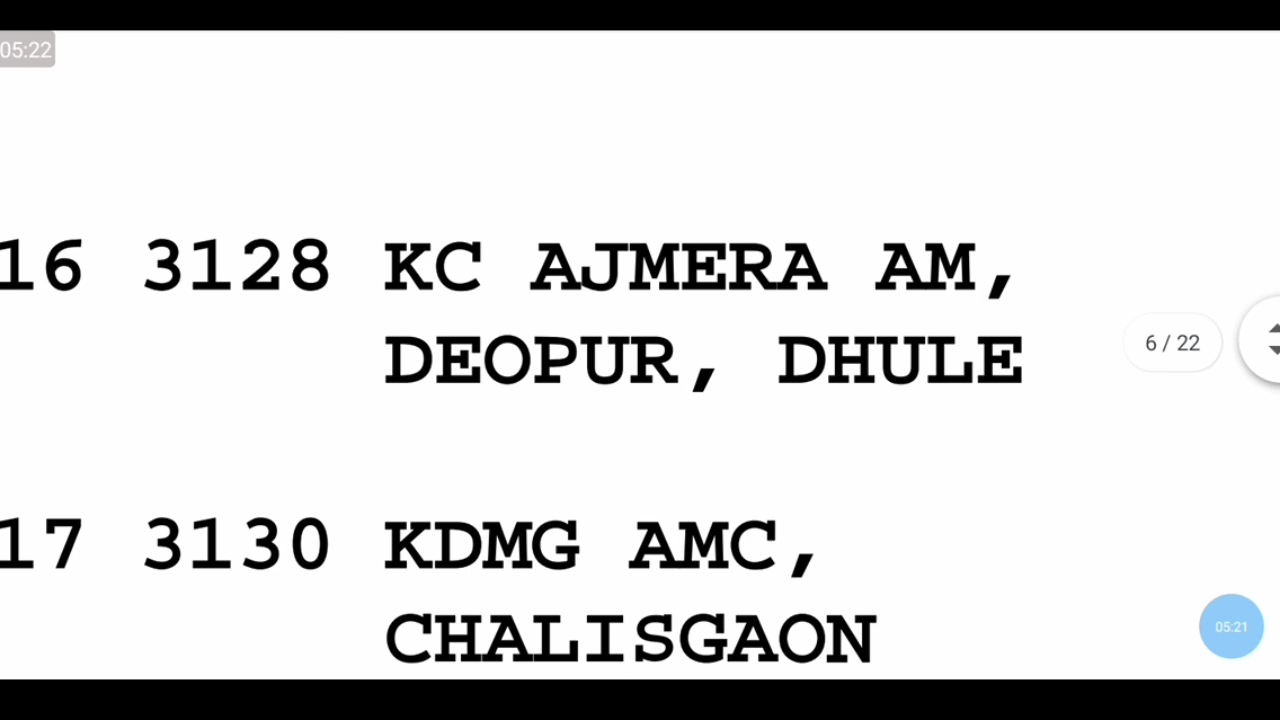 05:22
16 3128 KC AJMERA AM,
DEOPUR, DHULE
6 / 22
17 3130 KDMG AMC,
CHALISGAON
05:21